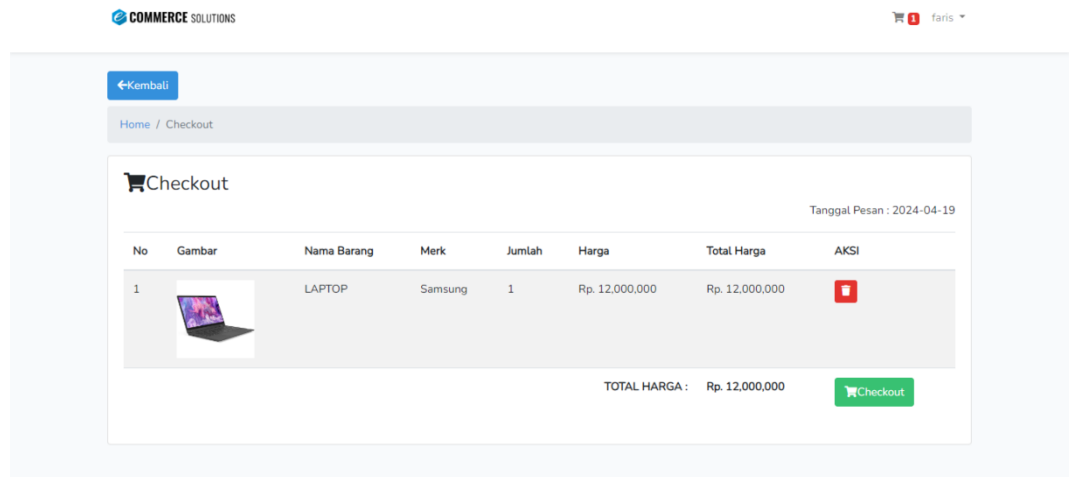 COMMERCE SOLUTIONS
1 faris
Kembali
Home / Checkout
Checkout
Tanggal Pesan : 2024-04-19
No Gambar Nama Barang Merk Jumlah Harga Total Harga AKSI
1 LAPTOP Samsung 1 Rp. 12,000,000 Rp. 12,000,000
TOTAL HARGA : Rp. 12,000,000 Checkout